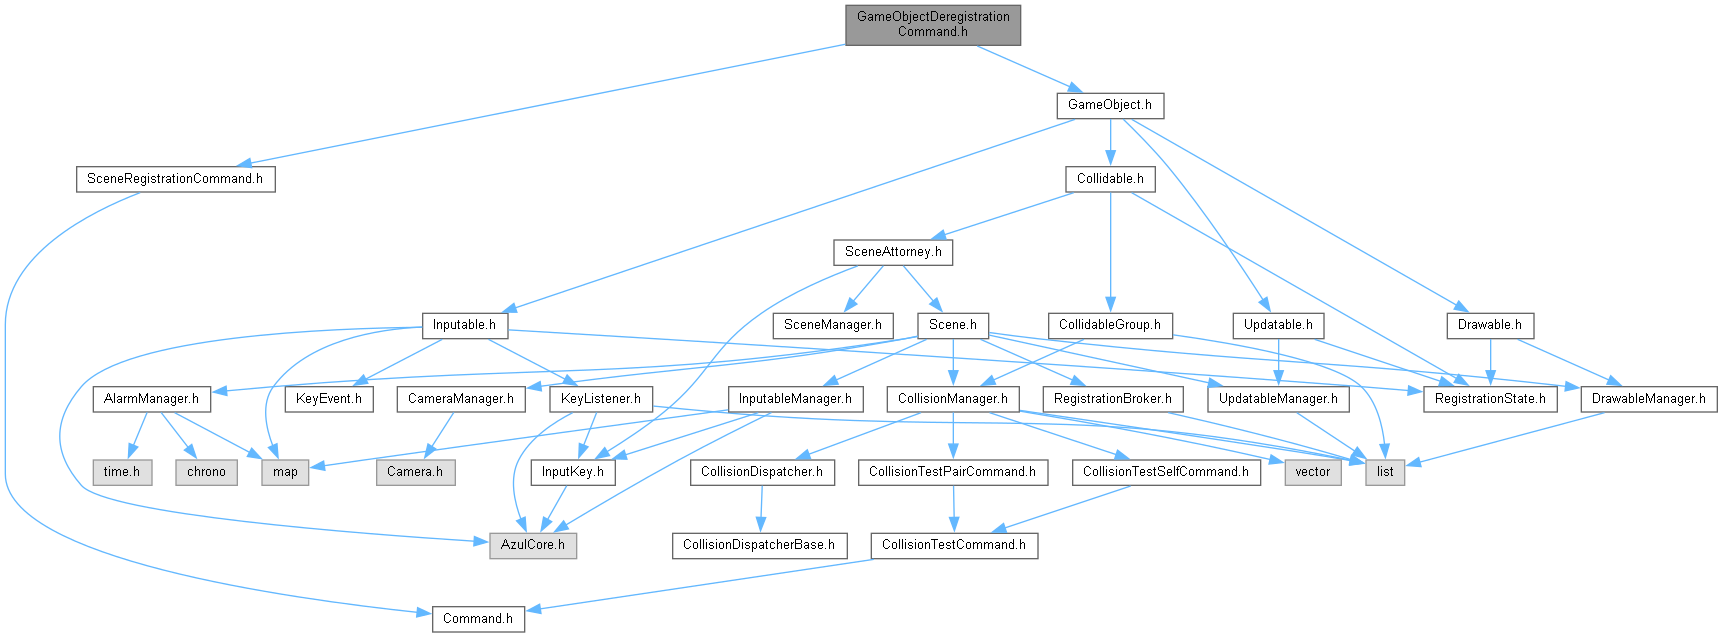 GameObjectDeregistration
Command.h
GameObject.h
SceneRegistrationCommand.h
Collidable.h
SceneAttorney.h
Inputable.h
SceneManager.h
Scene.h
CollidableGroup.h
Updatable.h
Drawable.h
AlarmManager.h
KeyEvent.h
CameraManager.h
KeyListener.h
InputableManager.h
CollisionManager.h
RegistrationBroker.h
UpdatableManager.h
RegistrationState.h
DrawableManager.h
time.h
chrono
map
Camera.h
InputKey.h
CollisionDispatcher.h
CollisionTestPairCommand.h
CollisionTestSelfCommand.h
vector
list
AzulCore.h
CollisionDispatcherBase.h
CollisionTestCommand.h
Command.h